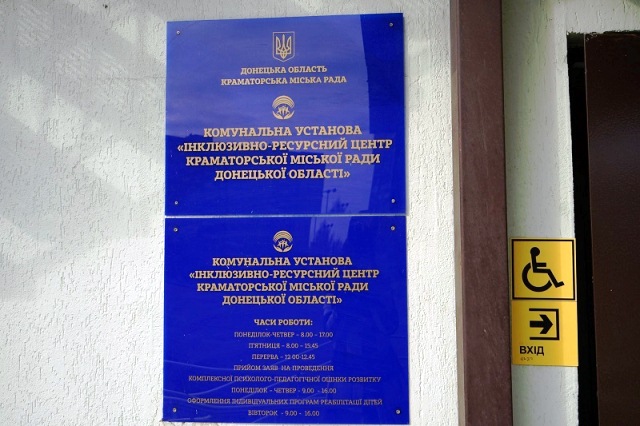 ДОНЕЦЬКА ОБЛАСТЬ
КРАМАТОРСЬКА МІСЬКА РАДА
КОМУНАЛЬНА УСТАНОВА
«ІНКЛЮЗИВНО-РЕСУРСНИЙ ЦЕНТР
КРАМАТОРСЬКОЇ МІСЬКОЇ РАДИ
ДОНЕЦЬКОЇ ОБЛАСТІ»
КОМУНАЛЬНА УСТАНОВА
«ІНКЛЮЗИВНО-РЕСУРСНИЙ ЦЕНТР
КРАМАТОРСЬКОЇ МІСЬКОЇ РАДИ
ДОНЕЦЬКОЇ ОБЛАСТІ»
ЧАСИ РОБОТИ:
ПОНЕДІЛОК-ЧЕТВЕР - 8.00 - 17.00
П'ЯТНИЦЯ - 8.00 - 15.45
ПЕРЕРВА - 12.00-12.45
ПРИЙОМ ЗАЯВ НА ПРОВЕДЕННЯ
КОМПЛЕКСНОЇ ПСИХОЛОГО-ПЕДАГОГІЧНОЇ ОЦІНКИ РОЗВИТКУ
ПОНЕДІЛОК - ЧЕТВЕР - 9.00 - 16.00
ОФОРМЛЕННЯ ІНДИВІДУАЛЬНИХ ПРОГРАМ РЕАБІЛІТАЦІЇ ДІТЕЙ
ВІВТОРОК - 9.00 - 16.00
ВХІД